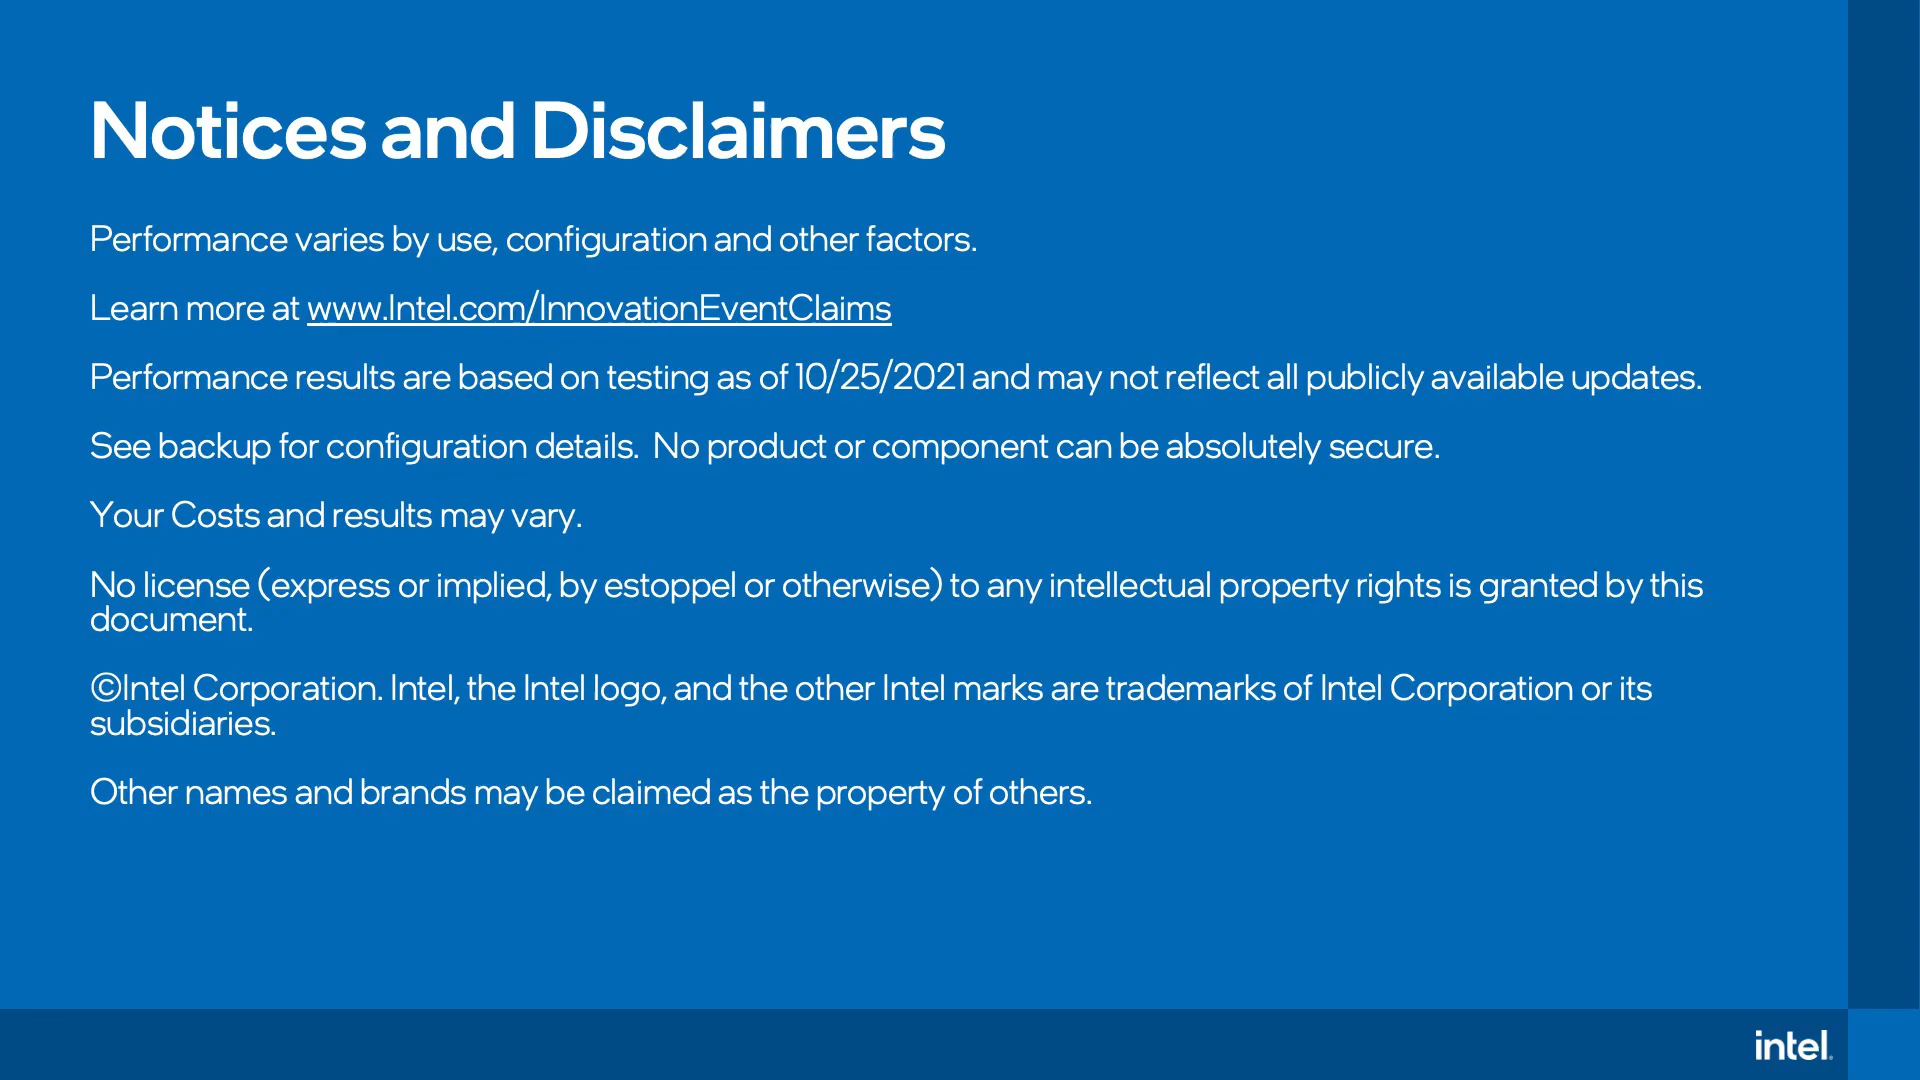 Notices and Disclaimers
Performance varies by use, configuration and other factors.
Learn more at www.Intel.com/InnovationEventClaims
Performance results are based on testing as of 10/25/2021 and may not reflect all publicly available updates.
See backup for configuration details.  No product or component can be absolutely secure.
Your Costs and results may vary.
No license (express or implied, by estoppel or otherwise) to any intellectual property rights is granted by this
document.
©Intel Corporation. Intel, the Intel logo, and the other Intel marks are trademarks of Intel Corporation or its
subsidiaries.
Other names and brands may be claimed as the property of others.
intel.